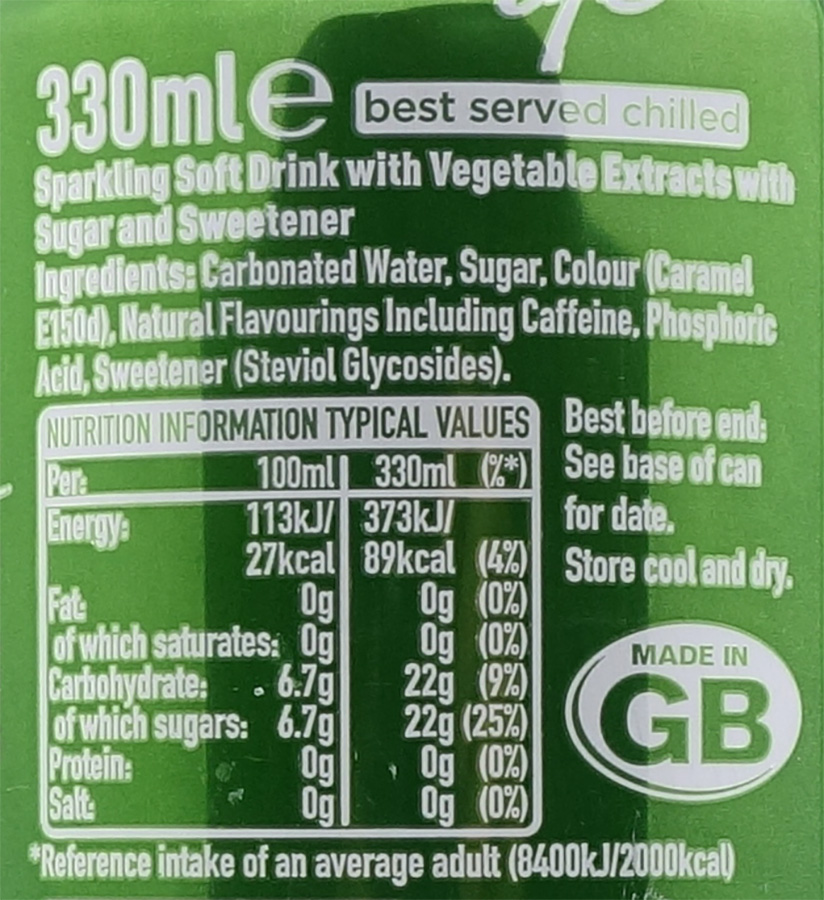 330ml e best served chilled
Sparkling Soft Drink with Vegetable Extracts with
Sugar and Sweetener
Ingredients: Carbonated Water, Sugar, Colour (Caramel
E150d), Natural Flavourings Including Caffeine, Phosphoric
Acid, Sweetener (Steviol Glycosides).
NUTRITION INFORMATION TYPICAL VALUES
Per: 100ml 330ml (%*)
Energy: 113kJ/ 373kJ/
27kcal 89kcal (4%)
Fat: 0g 0g (0%)
of which saturates: 0g 0g (0%)
Carbohydrate: 6.7g 22g (9%)
of which sugars: 6.7g 22g (25%)
Protein: 0g 0g (0%)
Salt: 0g 0g (0%)
*Reference intake of an average adult (8400kJ/2000kcal)
Best before end:
See base of can
for date.
Store cool and dry.
MADE IN
GB